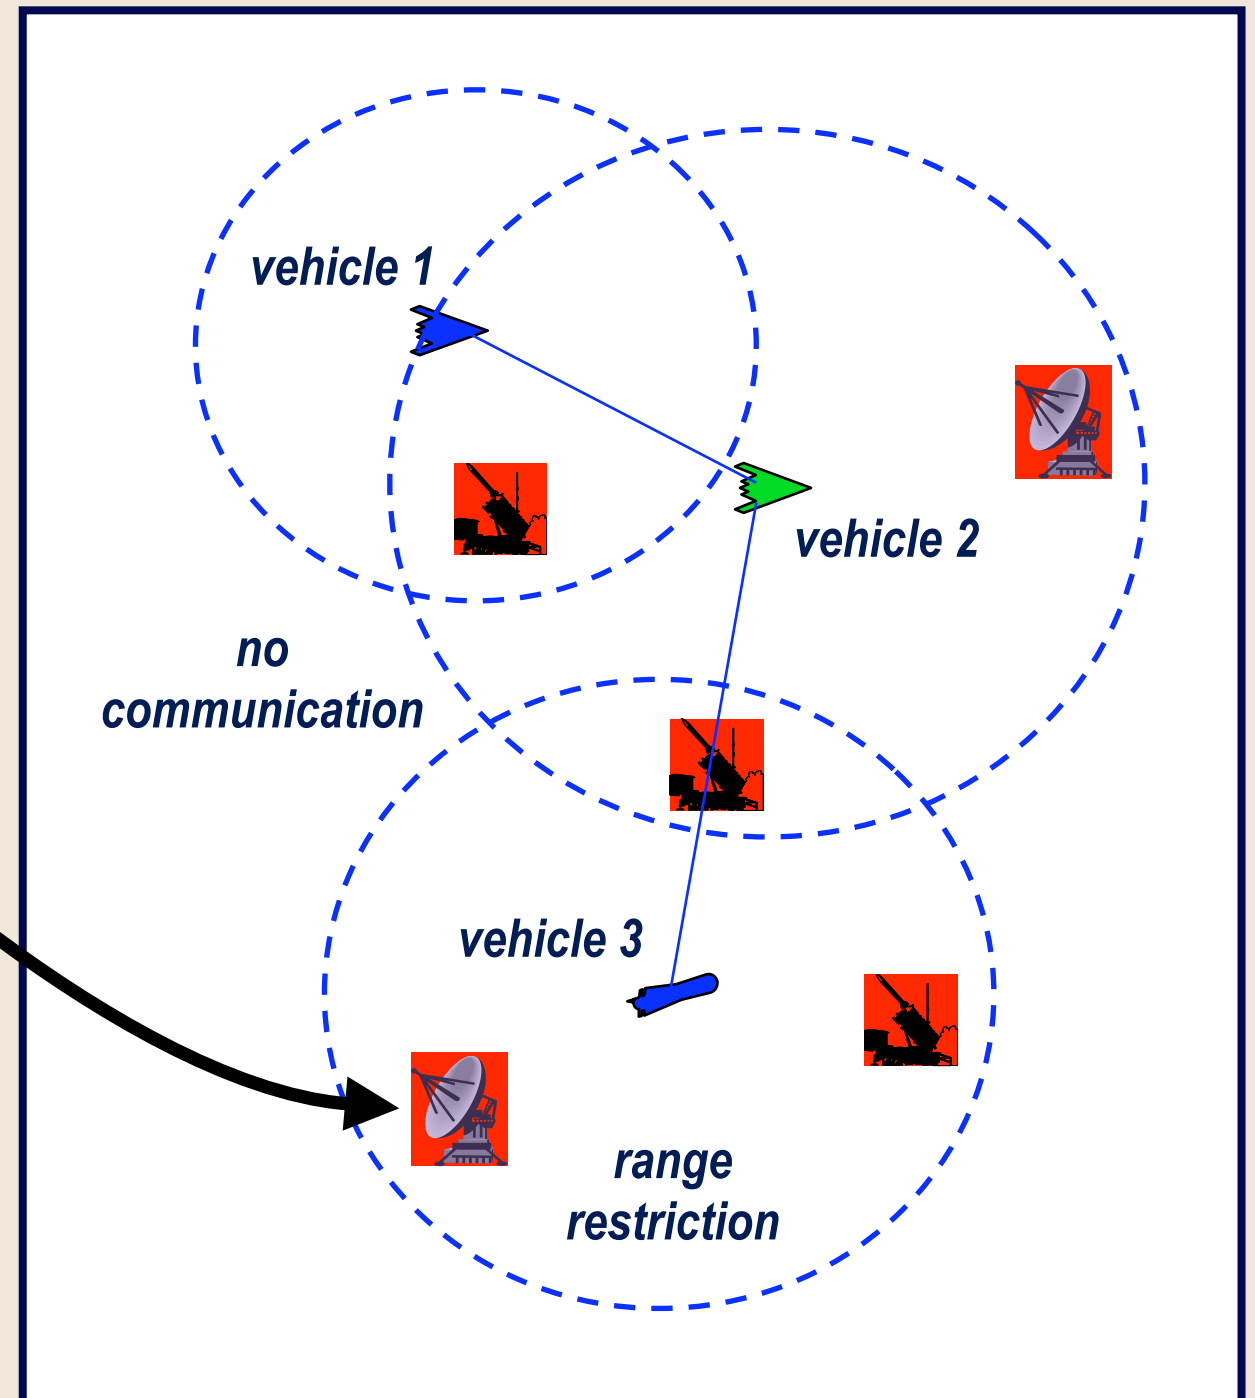 vehicle 1
vehicle 2
no
communication
vehicle 3
range
restriction